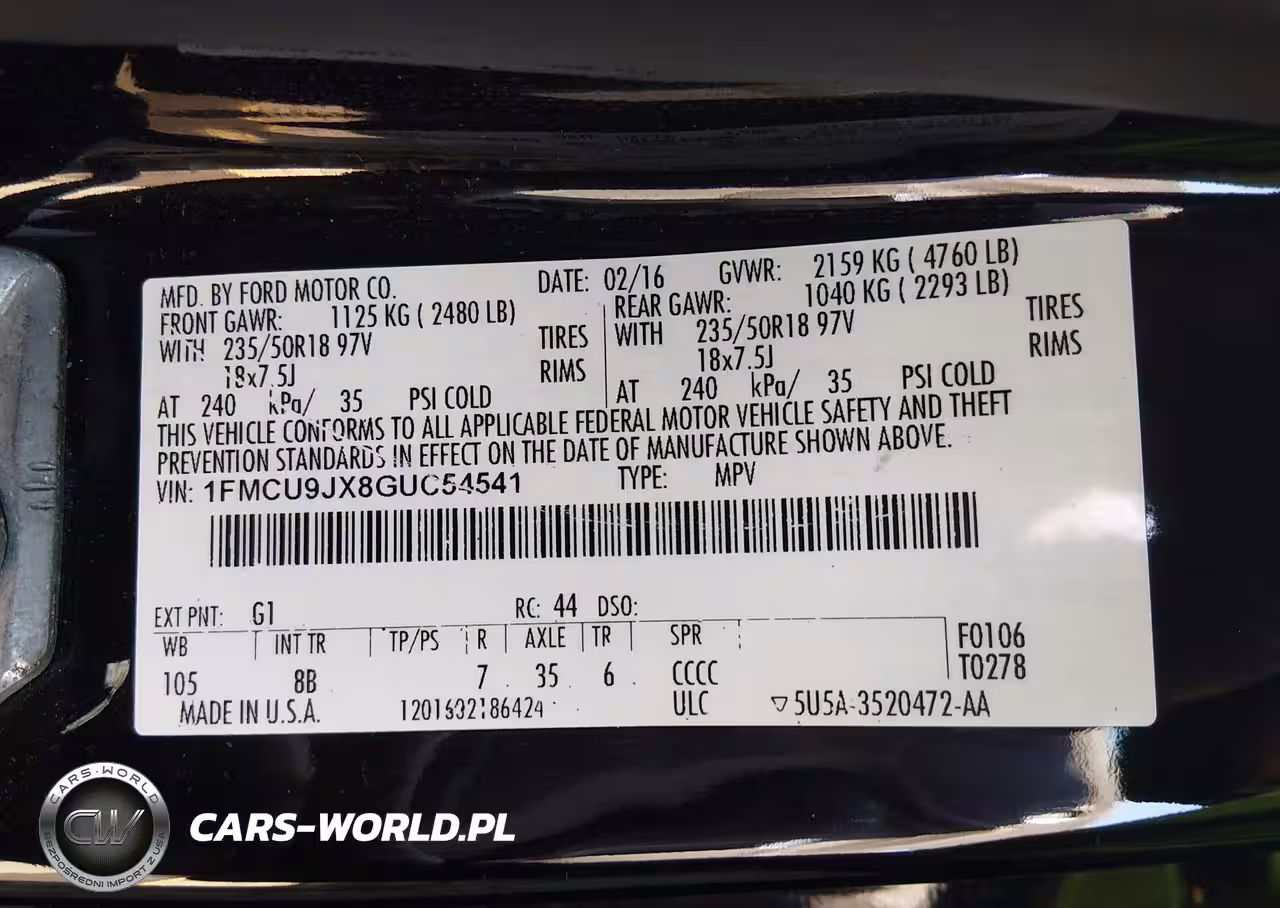 MFD. BY FORD MOTOR CO. DATE: 02/16 GVWR: 2159 KG ( 4760 LB)
FRONT GAWR: 1125 KG ( 2480 LB) REAR GAWR: 1040 KG ( 2293 LB)
WITH 235/50R18 97V TIRES WITH 235/50R18 97V TIRES
18x7.5J RIMS 18x7.5J RIMS
AT 240 kPa/ 35 PSI COLD AT 240 kPa/ 35 PSI COLD
THIS VEHICLE CONFORMS TO ALL APPLICABLE FEDERAL MOTOR VEHICLE SAFETY AND THEFT
PREVENTION STANDARDS IN EFFECT ON THE DATE OF MANUFACTURE SHOWN ABOVE.
VIN: 1FMCU9JX8GUC54541 TYPE: MPV
EXT PNT: G1 RC: 44 DSO:
WB INT TR TP/PS R AXLE TR SPR F0106
105 8B 7 35 6 CCCC T0278
MADE IN U.S.A. 1201632186424 ULC ▽5U5A-3520472-AA
CARS-WORLD
CW
BEZPOŚREDNI IMPORT Z USA
CARS-WORLD.PL